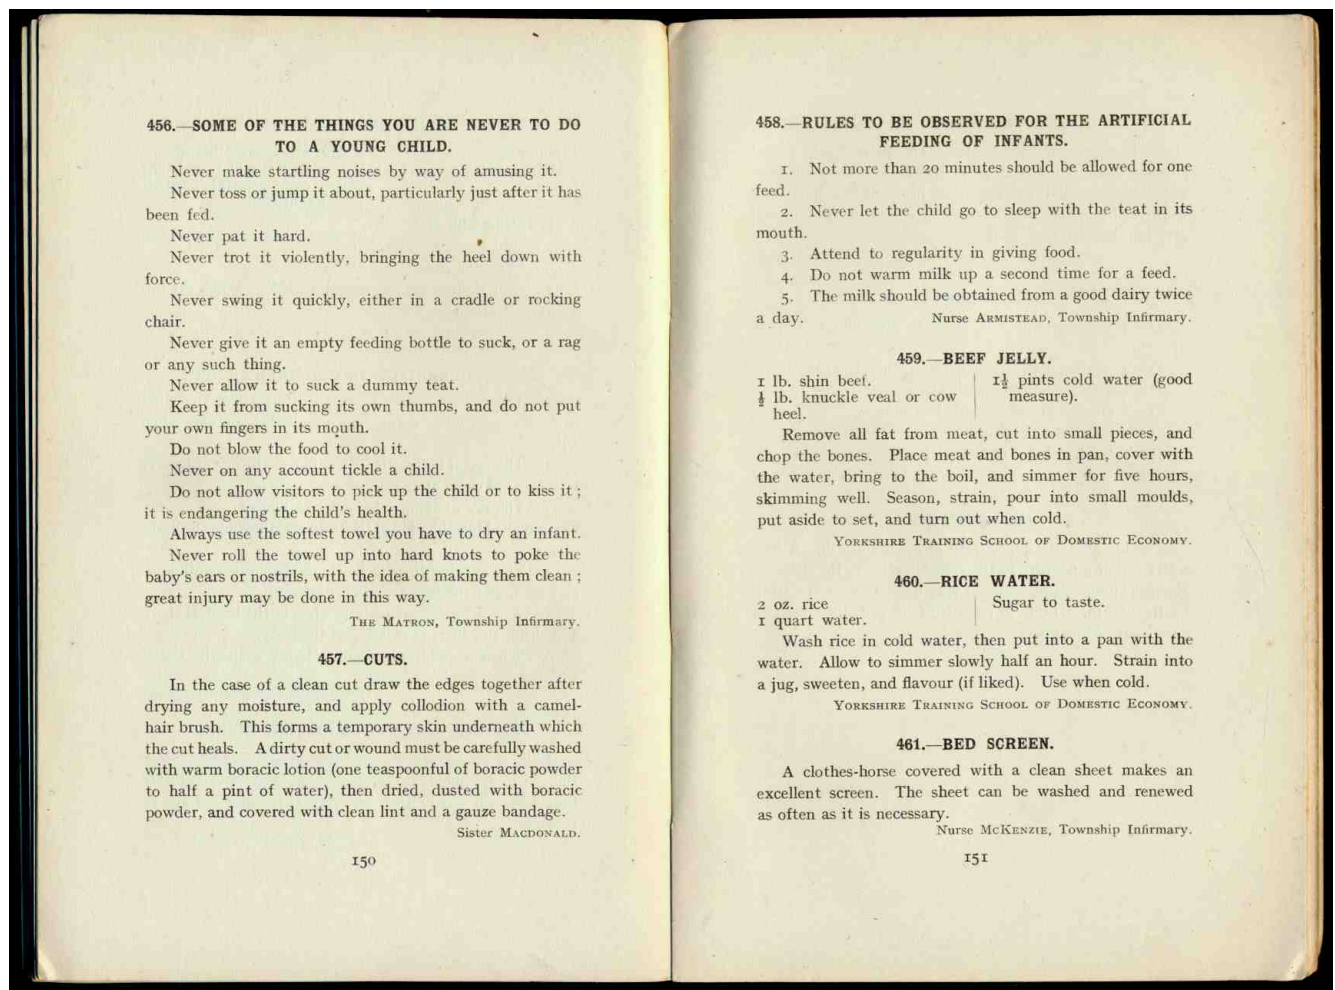 456.—SOME OF THE THINGS YOU ARE NEVER TO DO
TO A YOUNG CHILD.
Never make startling noises by way of amusing it.
Never toss or jump it about, particularly just after it has
been fed.
Never pat it hard.
Never trot it violently, bringing the heel down with
force.
Never swing it quickly, either in a cradle or rocking
chair.
Never give it an empty feeding bottle to suck, or a rag
or any such thing.
Never allow it to suck a dummy teat.
Keep it from sucking its own thumbs, and do not put
your own fingers in its mouth.
Do not blow the food to cool it.
Never on any account tickle a child.
Do not allow visitors to pick up the child or to kiss it ;
it is endangering the child's health.
Always use the softest towel you have to dry an infant.
Never roll the towel up into hard knots to poke the
baby's ears or nostrils, with the idea of making them clean ;
great injury may be done in this way.
THE MATRON, Township Infirmary.
457.—CUTS.
In the case of a clean cut draw the edges together after
drying any moisture, and apply collodion with a camel-
hair brush. This forms a temporary skin underneath which
the cut heals. A dirty cut or wound must be carefully washed
with warm boracic lotion (one teaspoonful of boracic powder
to half a pint of water), then dried, dusted with boracic
powder, and covered with clean lint and a gauze bandage.
Sister MACDONALD.
150
458.—RULES TO BE OBSERVED FOR THE ARTIFICIAL
FEEDING OF INFANTS.
1. Not more than 20 minutes should be allowed for one
feed.
2. Never let the child go to sleep with the teat in its
mouth.
3. Attend to regularity in giving food.
4. Do not warm milk up a second time for a feed.
5. The milk should be obtained from a good dairy twice
a day. Nurse ARMISTEAD, Township Infirmary.
459.—BEEF JELLY.
1 lb. shin beef.
½ lb. knuckle veal or cow
heel.
1½ pints cold water (good
measure).
Remove all fat from meat, cut into small pieces, and
chop the bones. Place meat and bones in pan, cover with
the water, bring to the boil, and simmer for five hours,
skimming well. Season, strain, pour into small moulds,
put aside to set, and turn out when cold.
YORKSHIRE TRAINING SCHOOL OF DOMESTIC ECONOMY.
460.—RICE WATER.
2 oz. rice
1 quart water.
Sugar to taste.
Wash rice in cold water, then put into a pan with the
water. Allow to simmer slowly half an hour. Strain into
a jug, sweeten, and flavour (if liked). Use when cold.
YORKSHIRE TRAINING SCHOOL OF DOMESTIC ECONOMY.
461.—BED SCREEN.
A clothes-horse covered with a clean sheet makes an
excellent screen. The sheet can be washed and renewed
as often as it is necessary.
Nurse MCKENZIE, Township Infirmary.
151